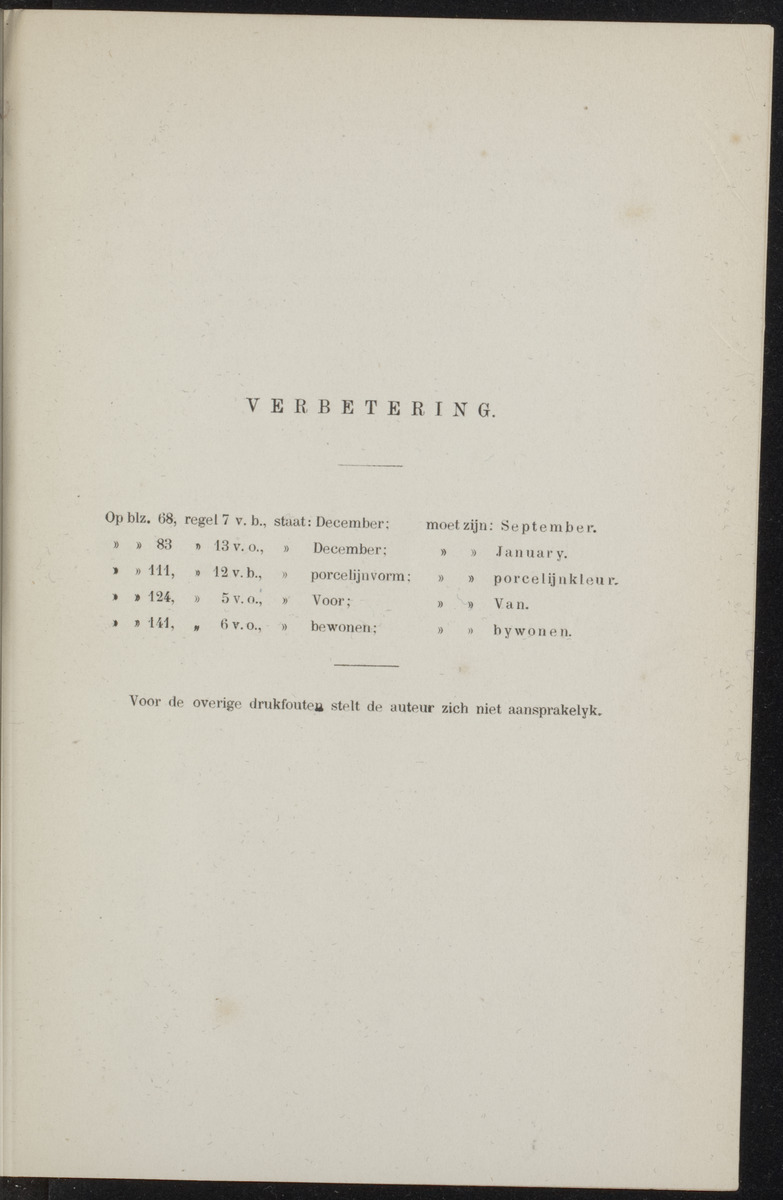 VERBETERING.
Op blz. 68, regel 7 v. b., staat: December; moet zijn: September.
» » 83 » 13 v. o., » December; » » January.
» » 111, » 12 v. b., » porcelijnvorm; » » porcelijnkleur.
» » 124, » 5 v. o., » Voor; » » Van.
» » 141, „ 6 v. o., » bewonen; » » bywonen.
Voor de overige drukfouten stelt de auteur zich niet aansprakelyk.